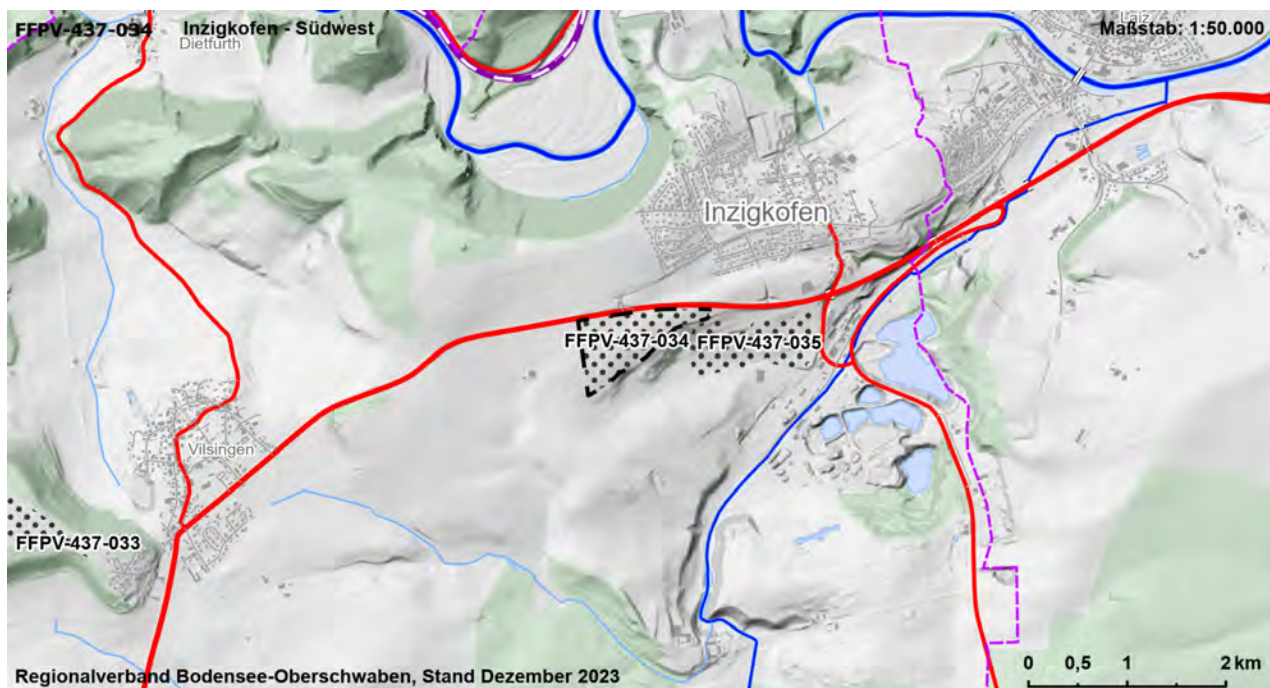 FFPV-437-034 Inzigkofen - Südwest
Maßstab: 1:50.000
Dietfurth
Laiz
Inzigkofen
FFPV-437-034
FFPV-437-035
Vilsingen
FFPV-437-033
Regionalverband Bodensee-Oberschwaben, Stand Dezember 2023
0 0,5 1 2 km